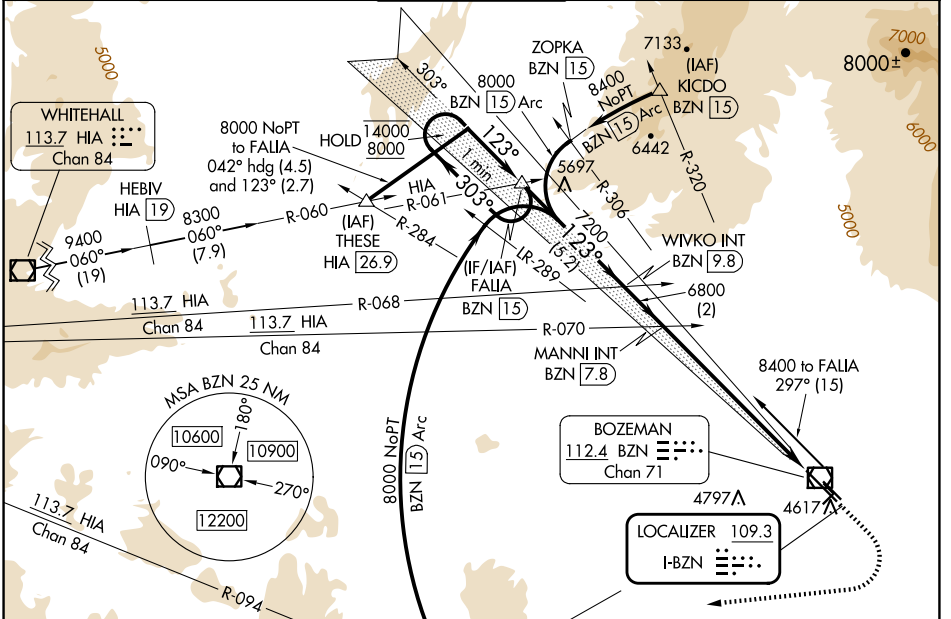 5000
WHITEHALL
113.7 HIA
Chan 84
8000 NoPT
to FALIA
042° hdg (4.5)
and 123° (2.7)
HEBIV
HIA 19
9400
060°
(19)
8300
060°
(7.9)
R-060
HIA
R-061
(IAF)
THESE
HIA 26.9
R-284
303°
HOLD
14000
8000
1 min
123°
303°
8000
BZN 15 Arc
ZOPKA
BZN 15
8400
NoPT
BZN 15 Arc
7133
(IAF)
KICDO
BZN 15
6442
5697
R-320
R-306
7000
8000±
6000
5000
7200
123°
(5.2)
LR-289
(IF/IAF)
FALIA
BZN 15
WIVKO INT
BZN 9.8
6800
(2)
113.7 HIA
Chan 84
R-068
113.7 HIA
Chan 84
R-070
MANNI INT
BZN 7.8
8400 to FALIA
297° (15)
MSA BZN 25 NM
180°
10600
10900
090°
270°
12200
8000 NoPT
BZN 15 Arc
BOZEMAN
112.4 BZN
Chan 71
4797
4617
LOCALIZER 109.3
I-BZN
113.7 HIA
Chan 84
R-094